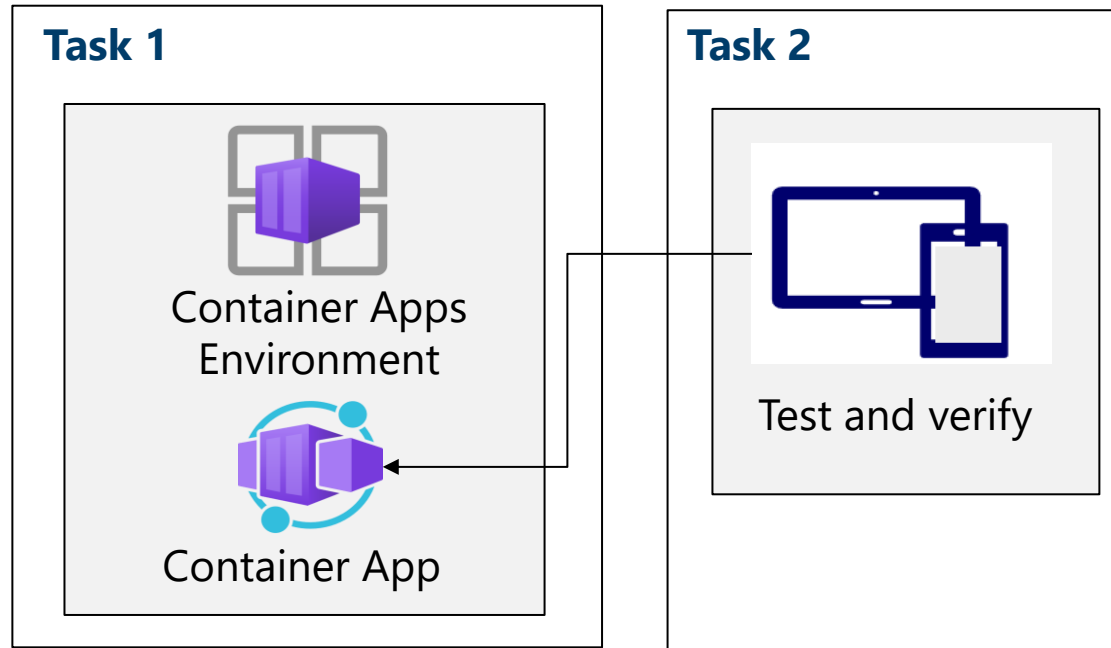 Task 1
Container Apps
Environment
Container App
Task 2
Test and verify